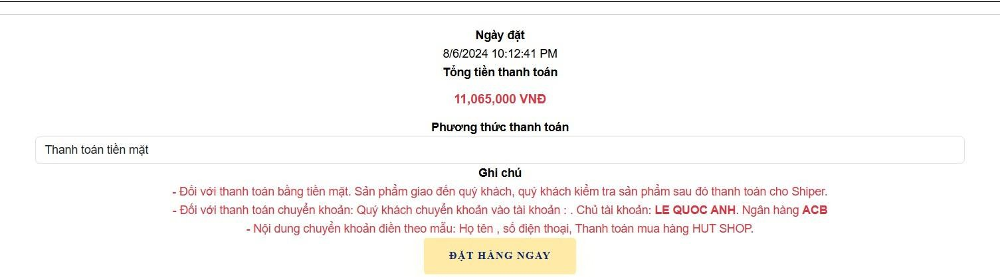 Ngày đặt
8/6/2024 10:12:41 PM
Tổng tiền thanh toán
11,065,000 VNĐ
Phương thức thanh toán
Thanh toán tiền mặt
Ghi chú
- Đối với thanh toán bằng tiền mặt. Sản phẩm giao đến quý khách, quý khách kiểm tra sản phẩm sau đó thanh toán cho Shiper.
- Đối với thanh toán chuyển khoản: Quý khách chuyển khoản vào tài khoản : . Chủ tài khoản: LE QUOC ANH. Ngân hàng ACB
- Nội dung chuyển khoản điền theo mẫu: Họ tên , số điện thoại, Thanh toán mua hàng HUT SHOP.
ĐẶT HÀNG NGAY